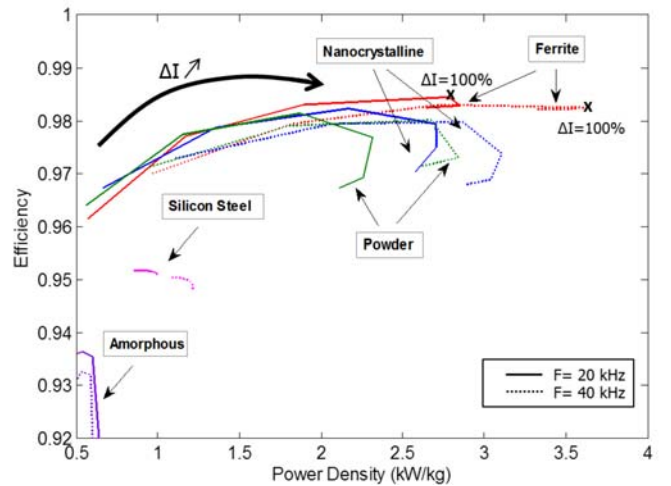 1
0.99
0.98
0.97
0.96
0.95
0.94
0.93
0.92
Efficiency
ΔI ↗
Nanocrystalline
Ferrite
ΔI=100%
x
x
ΔI=100%
Silicon Steel
Powder
Amorphous
F= 20 kHz
F= 40 kHz
0.5 1 1.5 2 2.5 3 3.5 4
Power Density (kW/kg)